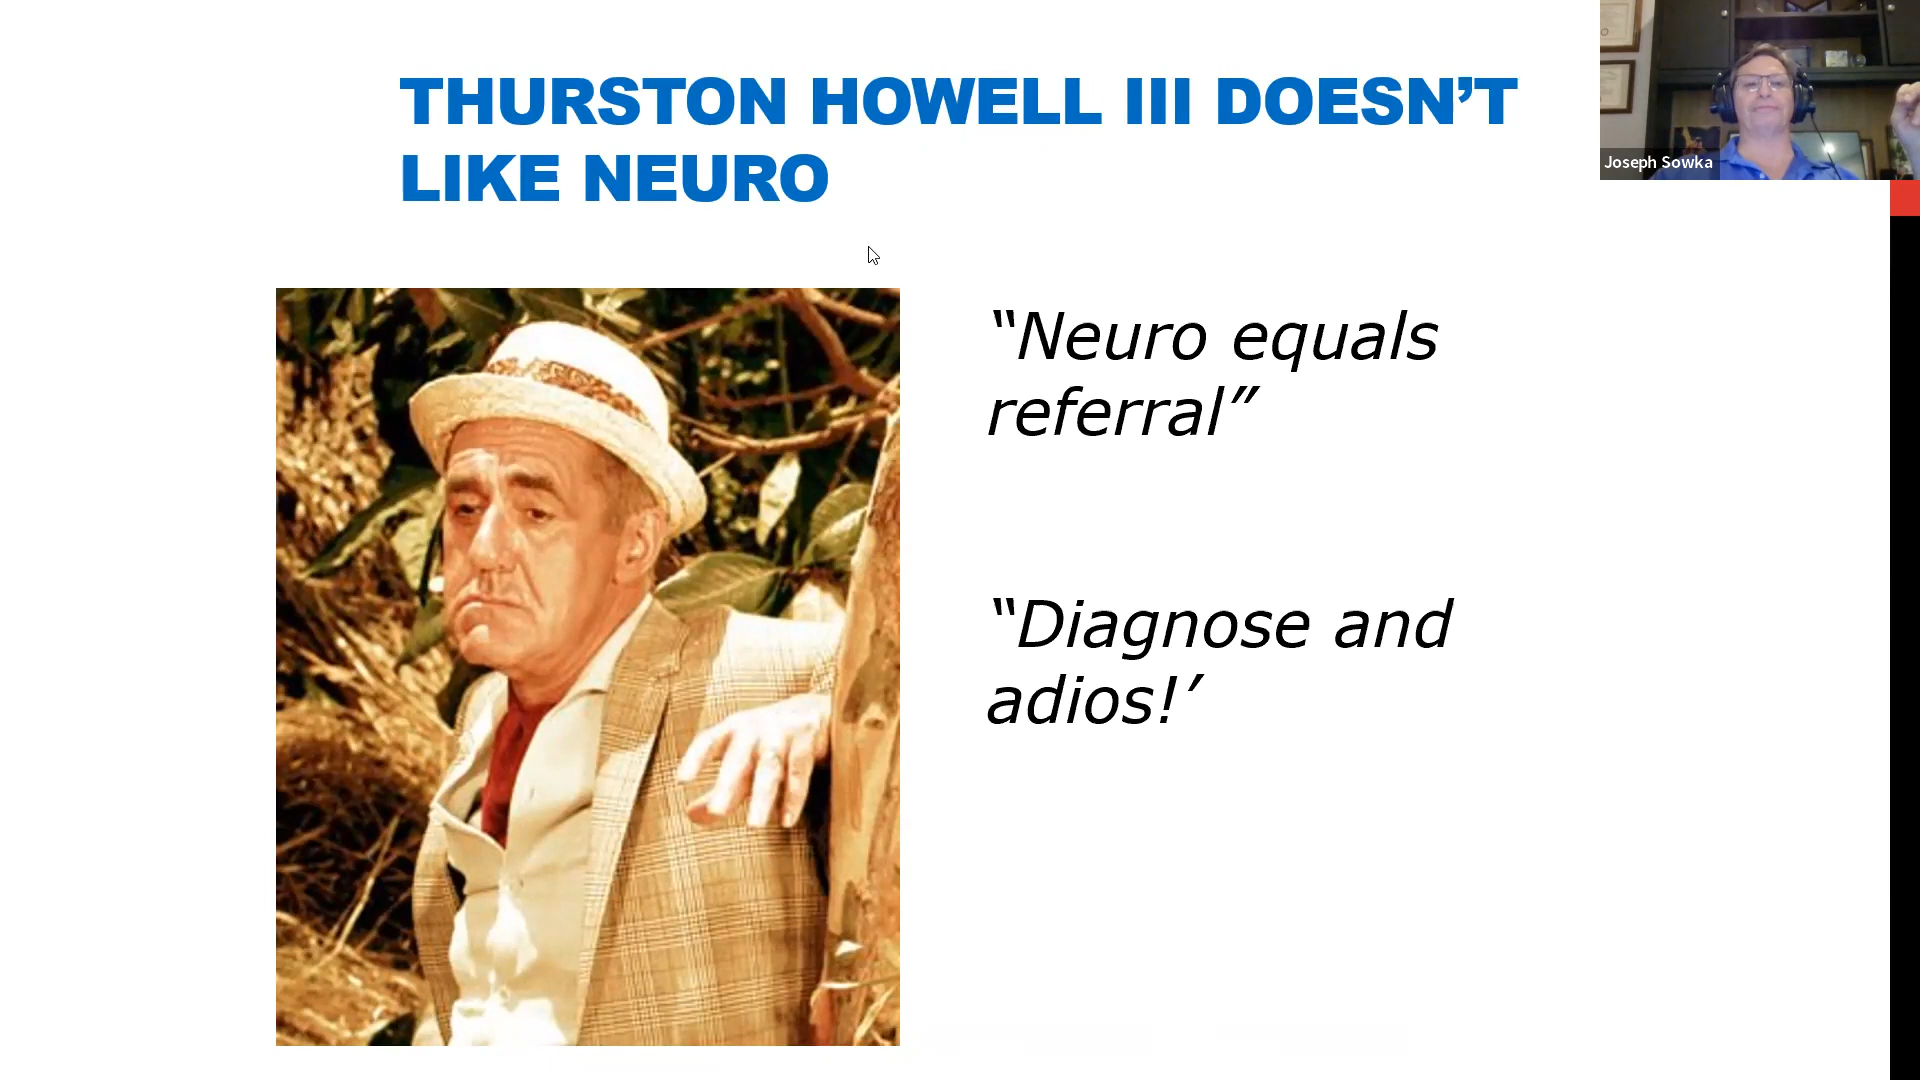 THURSTON HOWELL III DOESN’T
LIKE NEURO
Joseph Sowka
“Neuro equals
referral”
“Diagnose and
adios!’